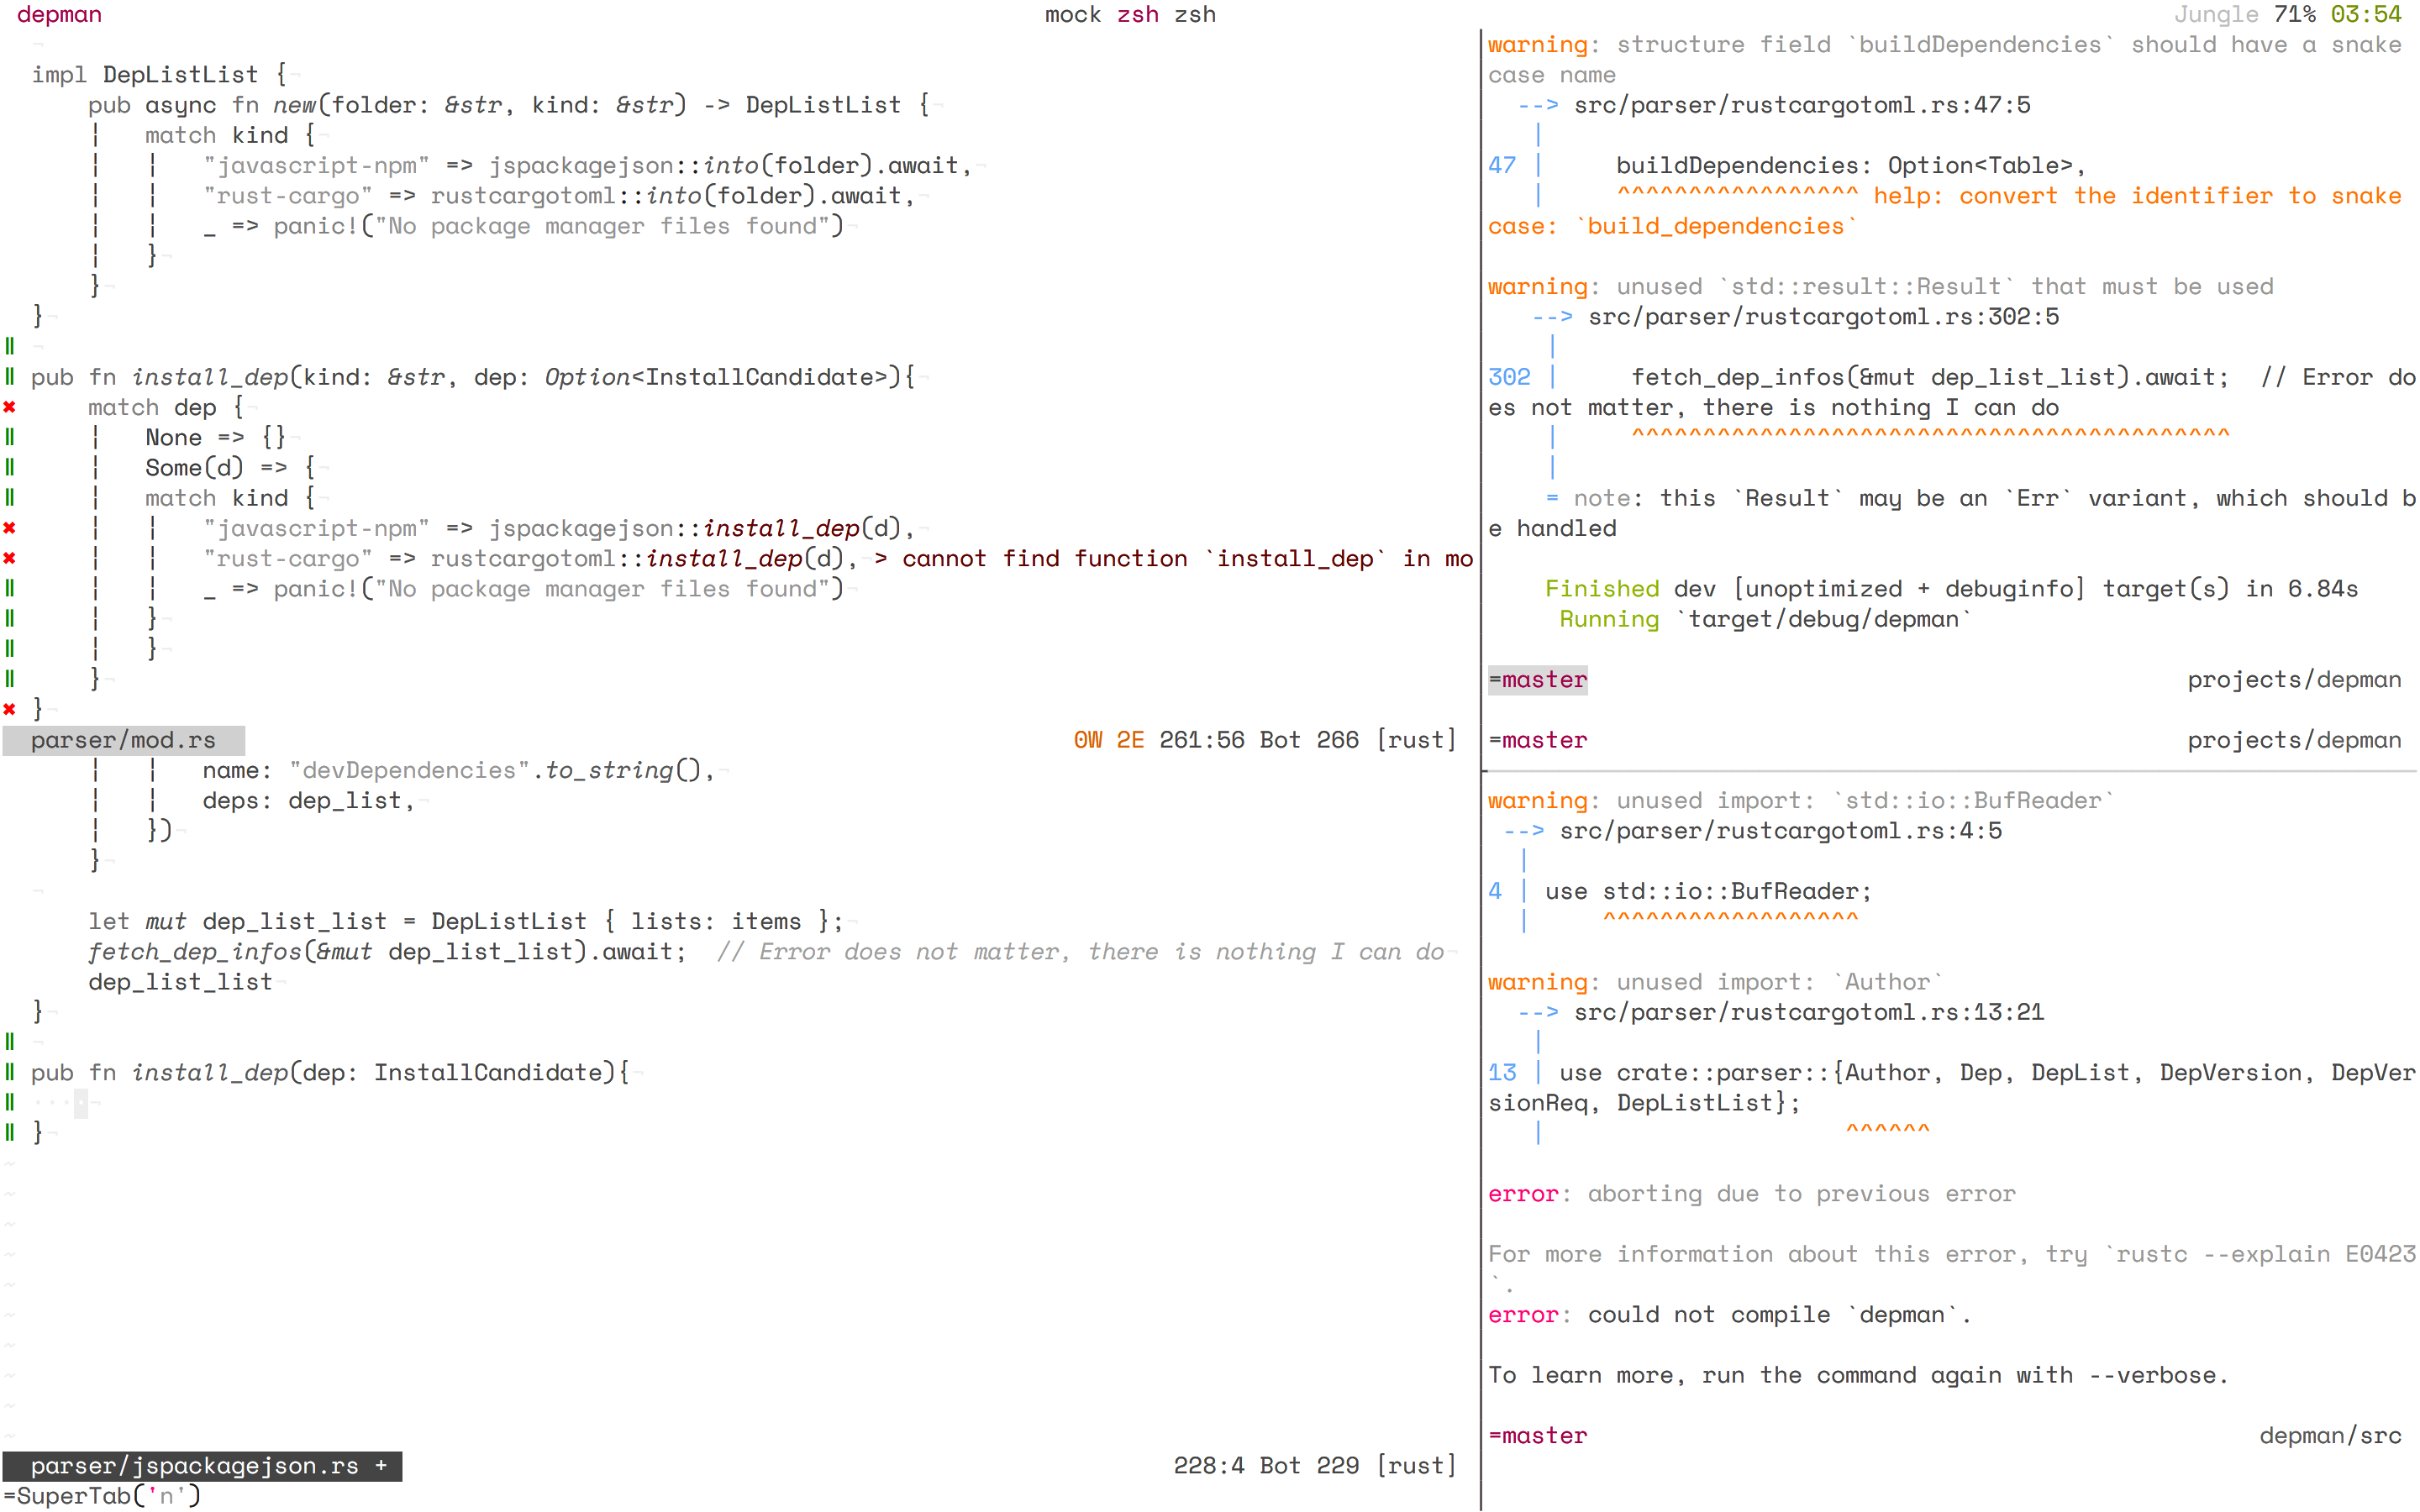 depman mock zsh zsh Jungle 71% 03:54
¬
impl DepListList {¬
pub async fn new(folder: &str, kind: &str) -> DepListList {¬
¦ match kind {¬
¦ ¦ "javascript-npm" => jspackagejson::into(folder).await,¬
¦ ¦ "rust-cargo" => rustcargotoml::into(folder).await,¬
¦ ¦ _ => panic!("No package manager files found")¬
¦ }¬
}¬
}¬
‖ ¬
‖ pub fn install_dep(kind: &str, dep: Option<InstallCandidate>){¬
✖ match dep {¬
‖ ¦ None => {}¬
‖ ¦ Some(d) => {¬
‖ ¦ match kind {¬
✖ ¦ ¦ "javascript-npm" => jspackagejson::install_dep(d),¬
✖ ¦ ¦ "rust-cargo" => rustcargotoml::install_dep(d),¬> cannot find function `install_dep` in mo
‖ ¦ ¦ _ => panic!("No package manager files found")¬
‖ ¦ }¬
‖ ¦ }¬
‖ }¬
✖ }¬
parser/mod.rs 0W 2E 261:56 Bot 266 [rust]
¦ ¦ name: "devDependencies".to_string(),¬
¦ ¦ deps: dep_list,¬
¦ })¬
}¬
¬
let mut dep_list_list = DepListList { lists: items };¬
fetch_dep_infos(&mut dep_list_list).await;  // Error does not matter, there is nothing I can do¬
dep_list_list¬
}¬
‖ ¬
‖ pub fn install_dep(dep: InstallCandidate){¬
‖ ····¬
‖ }¬
~
~
~
~
~
~
~
~
~
~
parser/jspackagejson.rs + 228:4 Bot 229 [rust]
=SuperTab('n')
warning: structure field `buildDependencies` should have a snake
case name
--> src/parser/rustcargotoml.rs:47:5
|
47 | buildDependencies: Option<Table>,
| ^^^^^^^^^^^^^^^^^ help: convert the identifier to snake
case: `build_dependencies`
warning: unused `std::result::Result` that must be used
--> src/parser/rustcargotoml.rs:302:5
|
302 | fetch_dep_infos(&mut dep_list_list).await;  // Error do
es not matter, there is nothing I can do
| ^^^^^^^^^^^^^^^^^^^^^^^^^^^^^^^^^^^^^^^^^^
|
= note: this `Result` may be an `Err` variant, which should b
e handled
Finished dev [unoptimized + debuginfo] target(s) in 6.84s
Running `target/debug/depman`
=master projects/depman
=master projects/depman
warning: unused import: `std::io::BufReader`
--> src/parser/rustcargotoml.rs:4:5
|
4 | use std::io::BufReader;
| ^^^^^^^^^^^^^^^^^^
warning: unused import: `Author`
--> src/parser/rustcargotoml.rs:13:21
|
13 | use crate::parser::{Author, Dep, DepList, DepVersion, DepVer
sionReq, DepListList};
| ^^^^^^
error: aborting due to previous error
For more information about this error, try `rustc --explain E0423
`.
error: could not compile `depman`.
To learn more, run the command again with --verbose.
=master depman/src